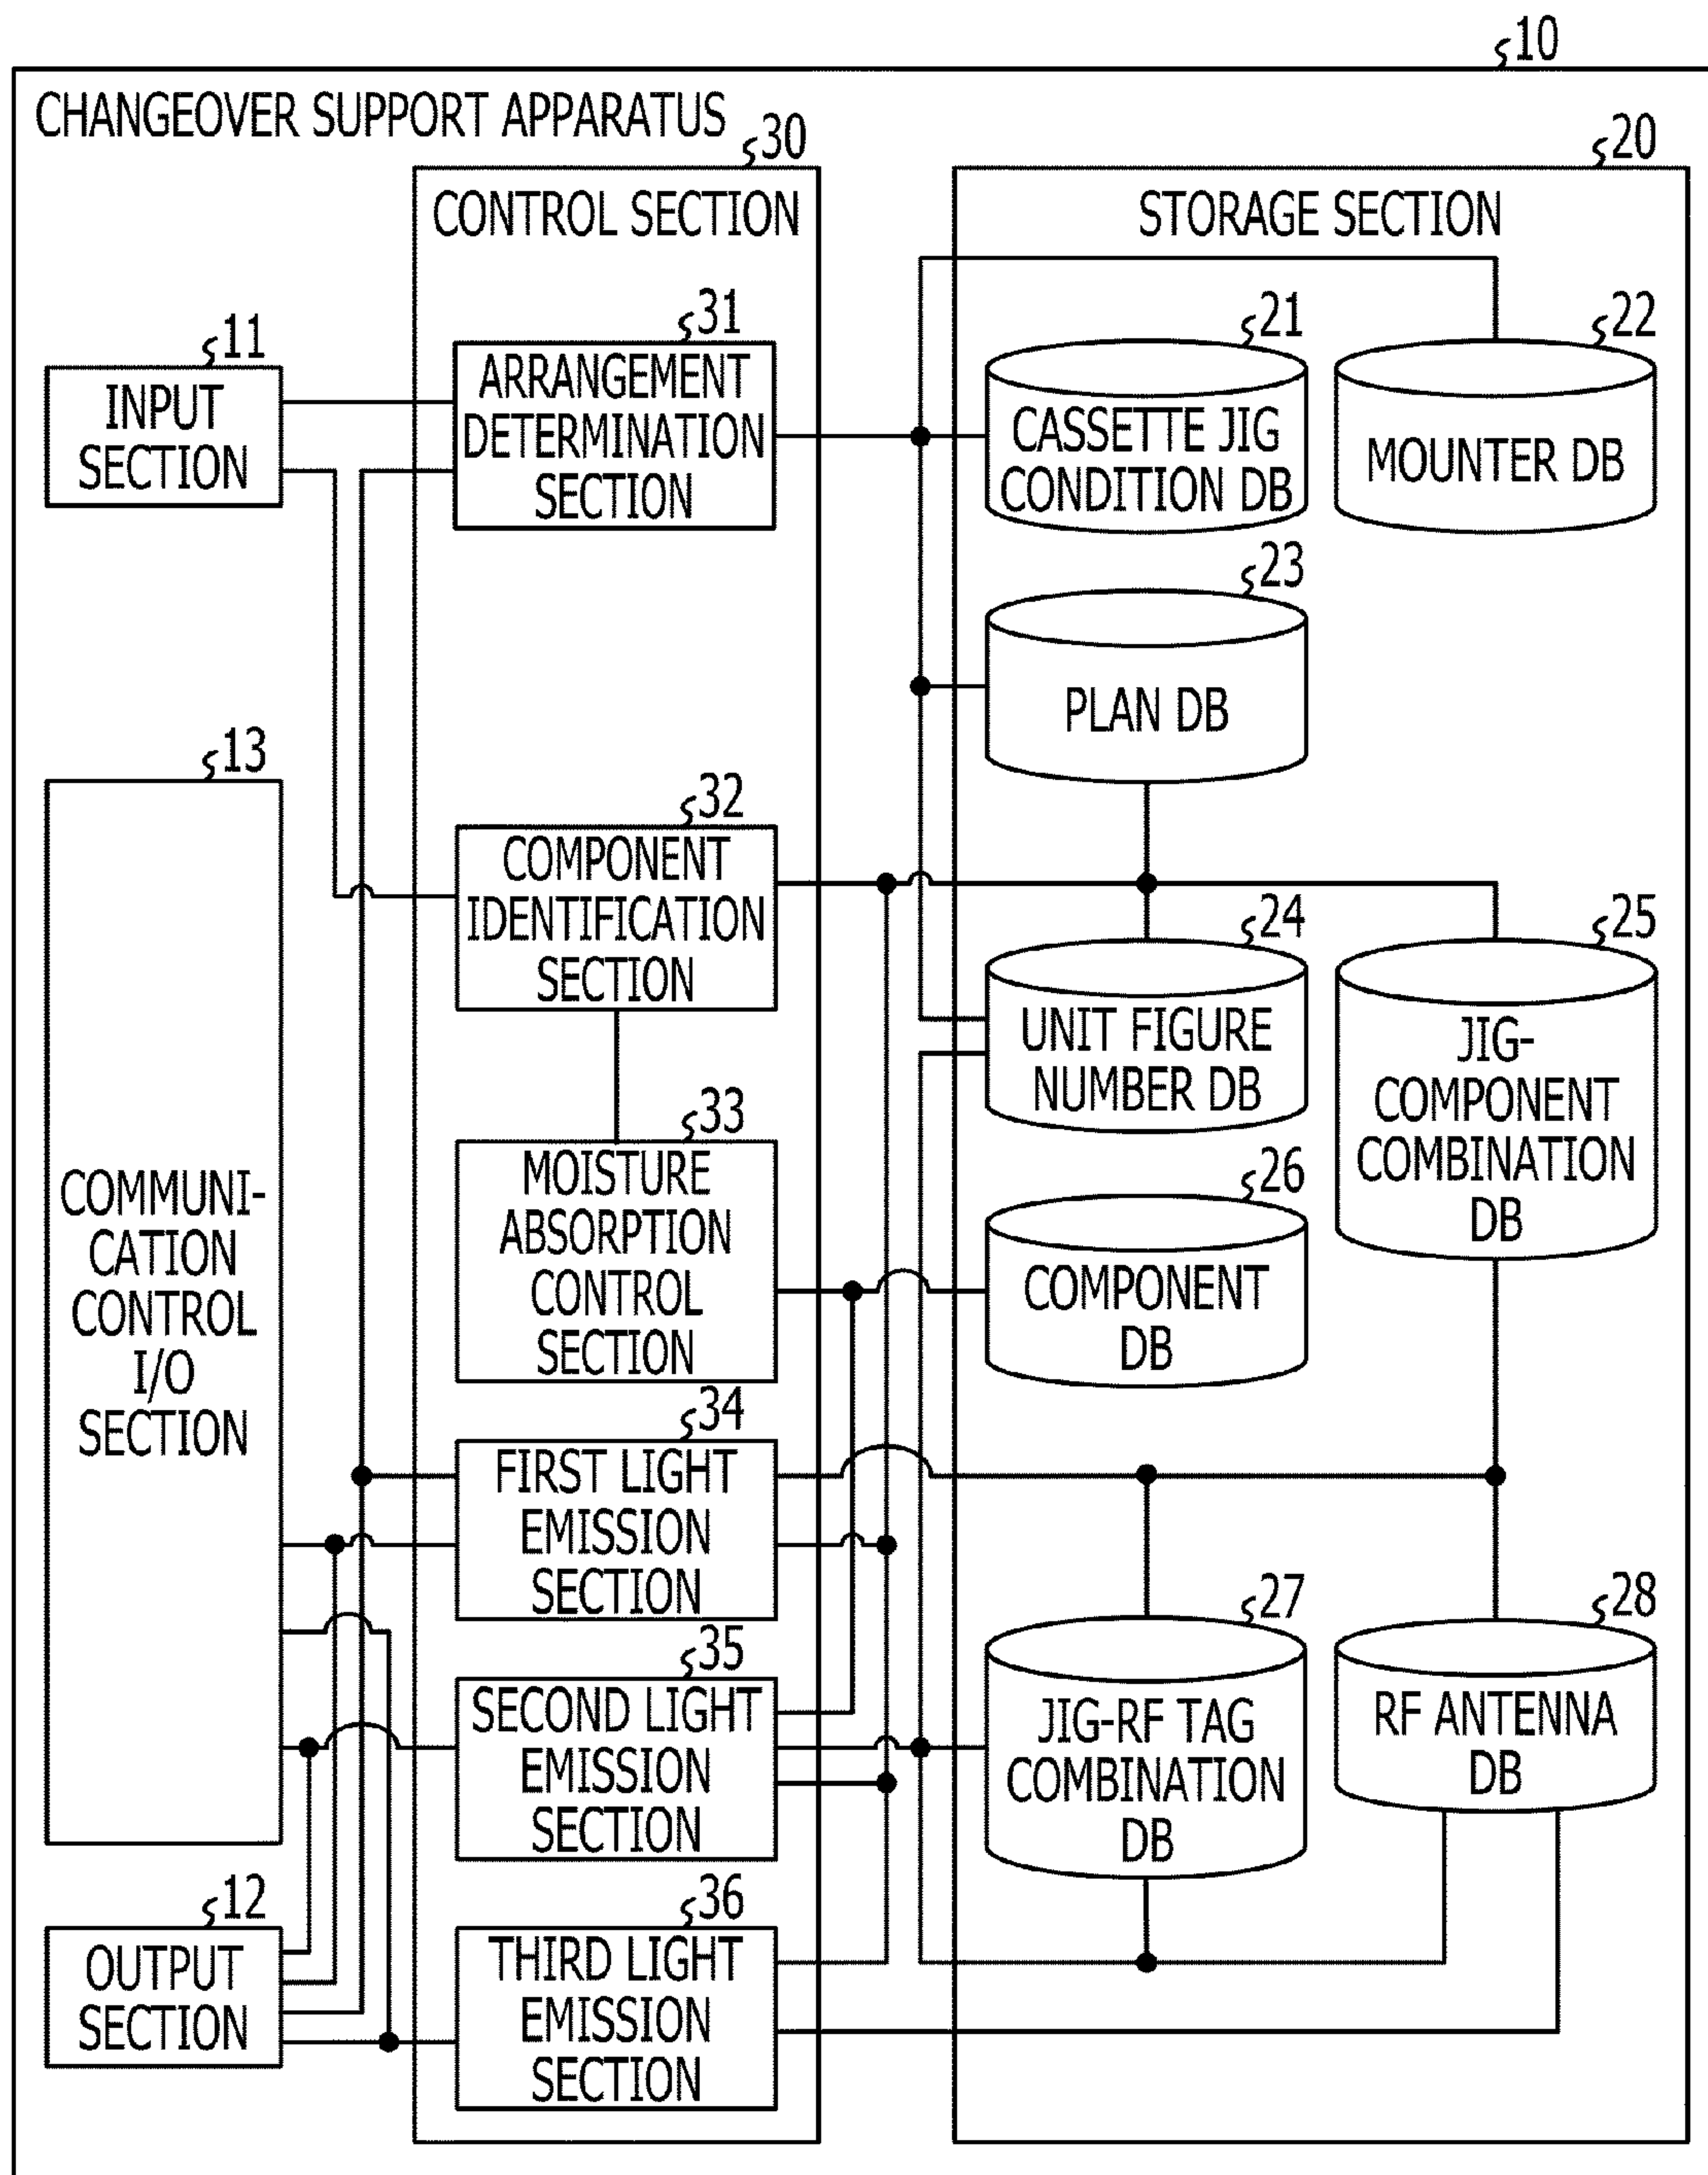 10
CHANGEOVER SUPPORT APPARATUS
30
CONTROL SECTION
20
STORAGE SECTION
11
INPUT
SECTION
31
ARRANGEMENT
DETERMINATION
SECTION
21
CASSETTE JIG
CONDITION DB
22
MOUNTER DB
23
PLAN DB
13
COMMUNI-
CATION
CONTROL
I/O
SECTION
32
COMPONENT
IDENTIFICATION
SECTION
24
UNIT FIGURE
NUMBER DB
25
JIG-
COMPONENT
COMBINATION
DB
33
MOISTURE
ABSORPTION
CONTROL
SECTION
26
COMPONENT
DB
34
FIRST LIGHT
EMISSION
SECTION
27
JIG-RF TAG
COMBINATION
DB
28
RF ANTENNA
DB
35
SECOND LIGHT
EMISSION
SECTION
12
OUTPUT
SECTION
36
THIRD LIGHT
EMISSION
SECTION